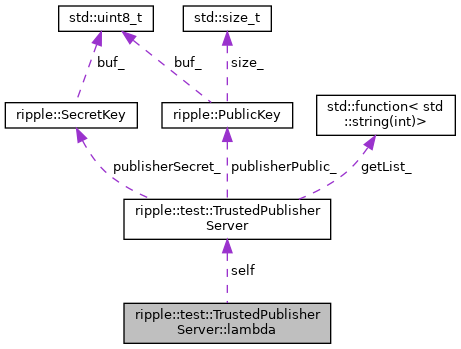 std::uint8_t
std::size_t
buf_
buf_
size_
ripple::SecretKey
ripple::PublicKey
std::function< std
::string(int)>
publisherSecret_
publisherPublic_
getList_
ripple::test::TrustedPublisher
Server
self
ripple::test::TrustedPublisher
Server::lambda